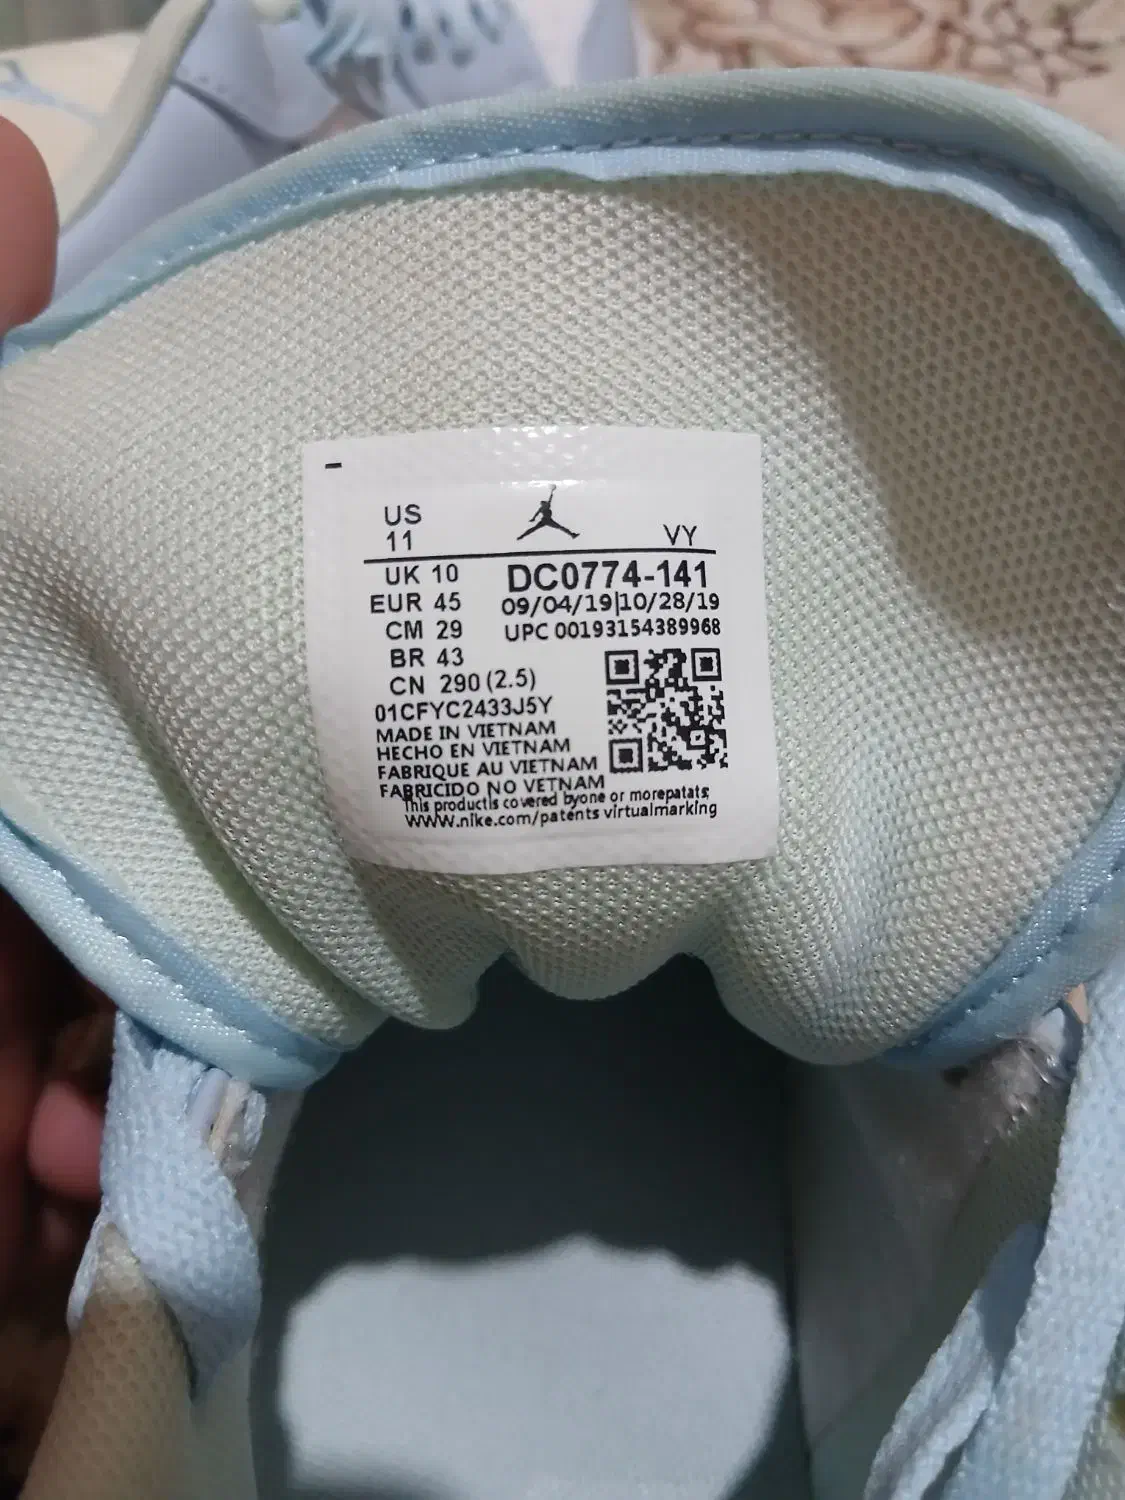 US
11
VY
UK 10
DC0774-141
EUR 45
09/04/19|10/28/19
CM 29
UPC 00193154389968
BR 43
CN 290 (2.5)
01CFYC2433J5Y
MADE IN VIETNAM
HECHO EN VIETNAM
FABRIQUE AU VIETNAM
FABRICIDO NO VETNAM
This productis covered byone or morepatats
WWW.nike.com/patents virtualmarking